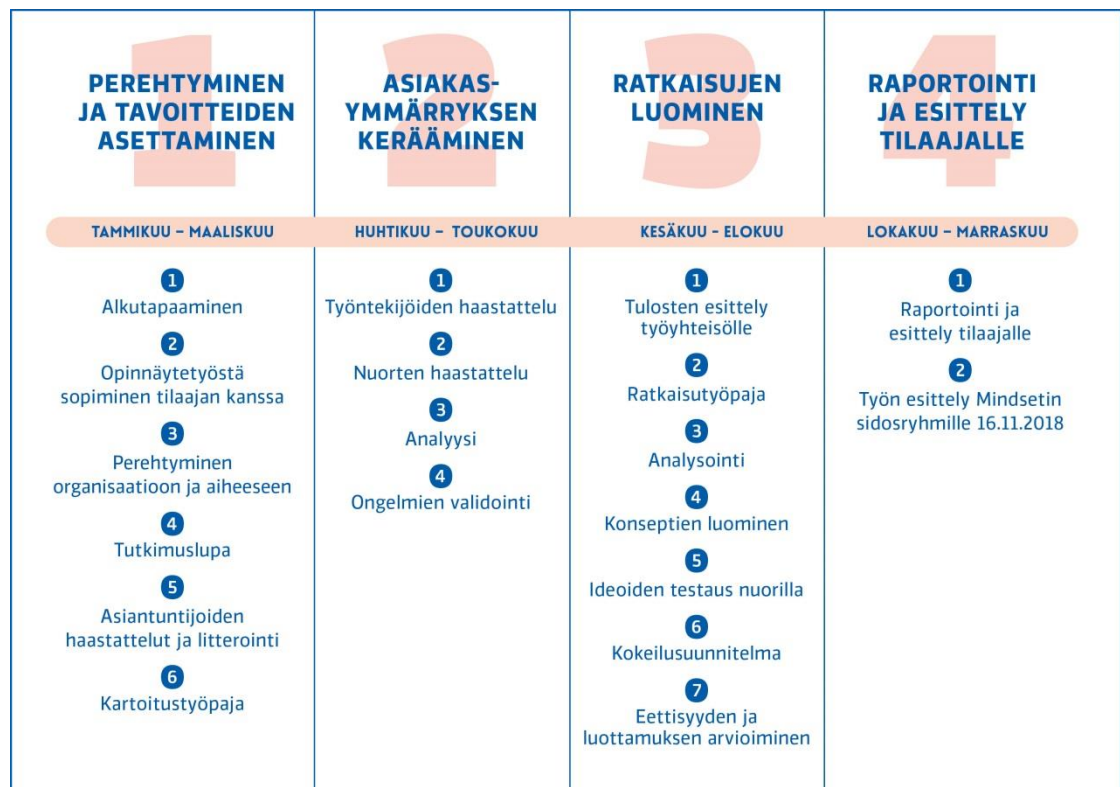 1
PEREHTYMINEN
JA TAVOITTEIDEN
ASETTAMINEN
TAMMIKUU – MAALISKUU
1
Alkutapaaminen
2
Opinnäytetyöstä
sopiminen tilaajan kanssa
3
Perehtyminen
organisaatioon ja aiheeseen
4
Tutkimuslupa
5
Asiantuntijoiden
haastattelut ja litterointi
6
Kartoitustyöpaja
2
ASIAKAS-
YMMÄRRYKSEN
KERÄÄMINEN
HUHTIKUU – TOUKOKUU
1
Työntekijöiden haastattelu
2
Nuorten haastattelu
3
Analyysi
4
Ongelmien validointi
3
RATKAISUJEN
LUOMINEN
KESÄKUU - ELOKUU
1
Tulosten esittely
työyhteisölle
2
Ratkaisutyöpaja
3
Analysointi
4
Konseptien luominen
5
Ideoiden testaus nuorilla
6
Kokeilusuunnitelma
7
Eettisyyden ja
luottamuksen arvioiminen
4
RAPORTOINTI
JA ESITTELY
TILAAJALLE
LOKAKUU – MARRASKUU
1
Raportointi ja
esittely tilaajalle
2
Työn esittely Mindsetin
sidosryhmille 16.11.2018